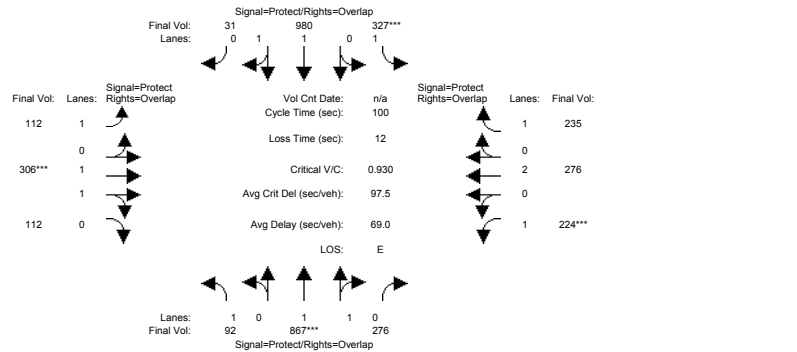 Signal=Protect/Rights=Overlap
Final Vol: 31 980 327***
Lanes: 0 1 1 0 1
Signal=Protect
Final Vol: Lanes: Rights=Overlap
Vol Cnt Date: n/a
Signal=Protect
Rights=Overlap Lanes: Final Vol:
Cycle Time (sec): 100
112 1
1 235
Loss Time (sec): 12
0
0
306*** 1
Critical V/C: 0.930
2 276
1
Avg Crit Del (sec/veh): 97.5
0
112 0
Avg Delay (sec/veh): 69.0
1 224***
LOS: E
Lanes: 1 0 1 1 0
Final Vol: 92 867*** 276
Signal=Protect/Rights=Overlap